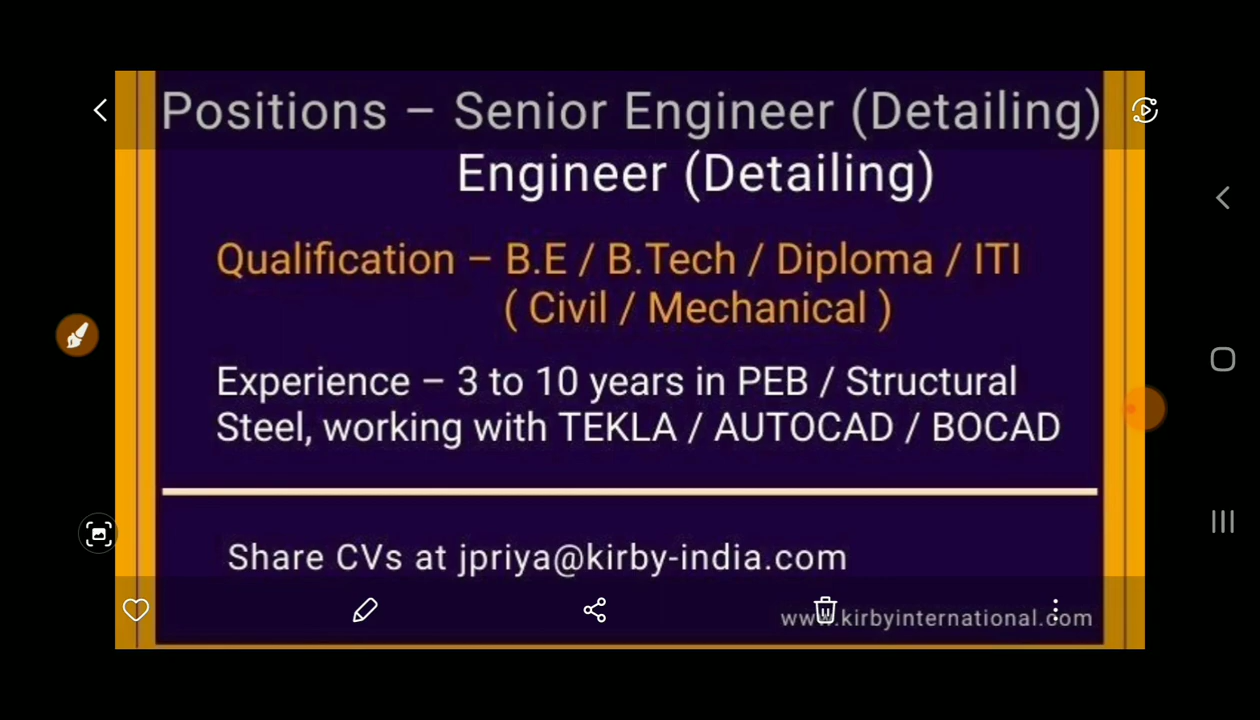 Positions – Senior Engineer (Detailing)
Engineer (Detailing)
Qualification – B.E / B.Tech / Diploma / ITI
( Civil / Mechanical )
Experience – 3 to 10 years in PEB / Structural
Steel, working with TEKLA / AUTOCAD / BOCAD
Share CVs at jpriya@kirby-india.com
www.kirbyinternational.com